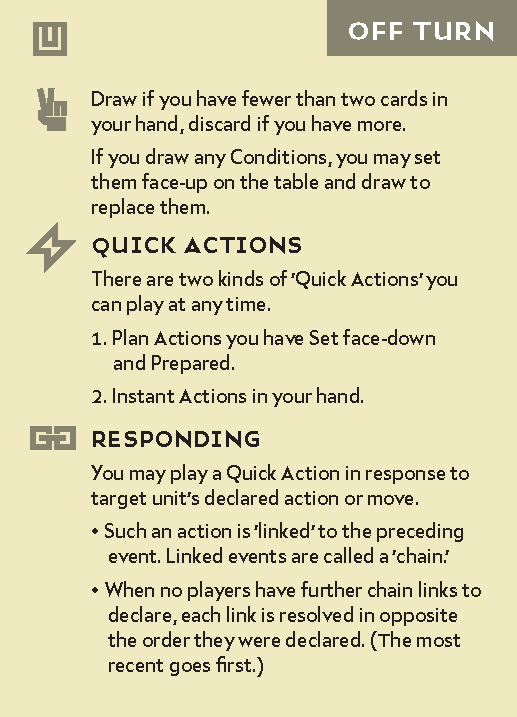 OFF TURN
Draw if you have fewer than two cards in
your hand, discard if you have more.
If you draw any Conditions, you may set
them face-up on the table and draw to
replace them.
QUICK ACTIONS
There are two kinds of 'Quick Actions' you
can play at any time.
1. Plan Actions you have Set face-down
and Prepared.
2. Instant Actions in your hand.
RESPONDING
You may play a Quick Action in response to
target unit's declared action or move.
• Such an action is 'linked' to the preceding
event. Linked events are called a 'chain.'
• When no players have further chain links to
declare, each link is resolved in opposite
the order they were declared. (The most
recent goes first.)